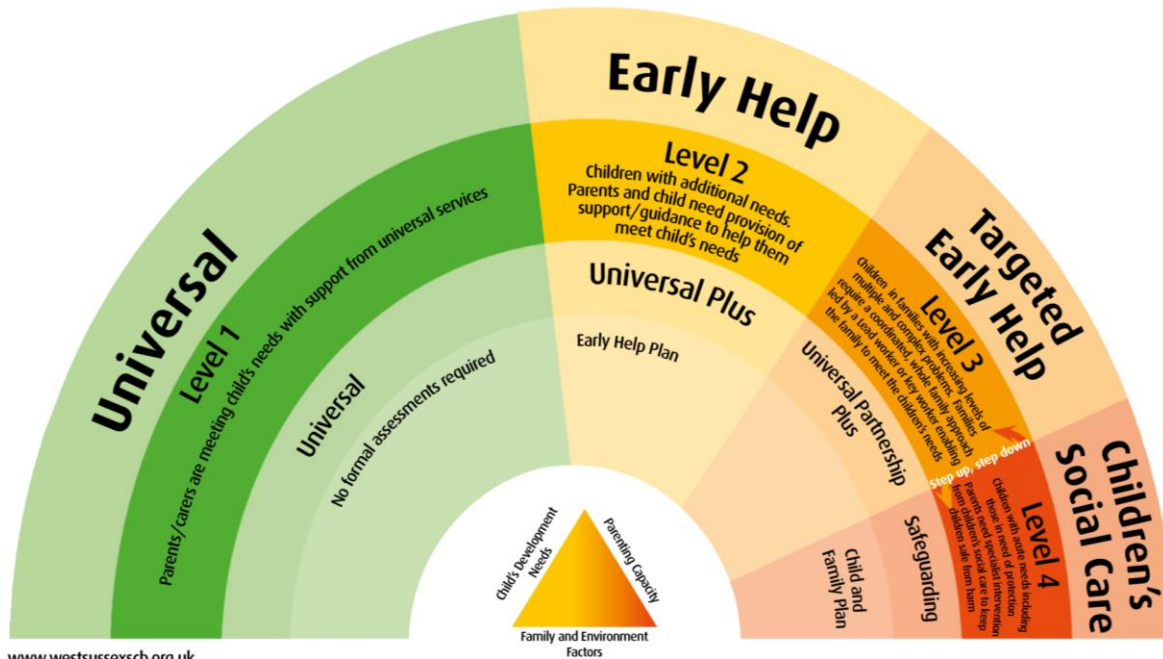 Universal
Level 1
Parents/carers are meeting child's needs with support from universal services
Universal
No formal assessments required
Early Help
Level 2
Children with additional needs.
Parents and child need provision of
support/guidance to help them
meet child's needs
Universal Plus
Early Help Plan
Targeted
Early Help
Level 3
Children in families with increasing levels of
multiple and complex problems. Families
require a coordinated, whole family approach
led by a Lead worker or key worker enabling
the family to meet the children's needs
Universal Partnership
Plus
Step up, step down
Children's
Social Care
Level 4
Children with acute needs including
those in need of protection
Parents need specialist intervention
from children's social care to keep
children safe from harm
Safeguarding
Child and
Family Plan
Child's Development
Needs
Parenting Capacity
Family and Environment
Factors
www.westsussexscb.org.uk